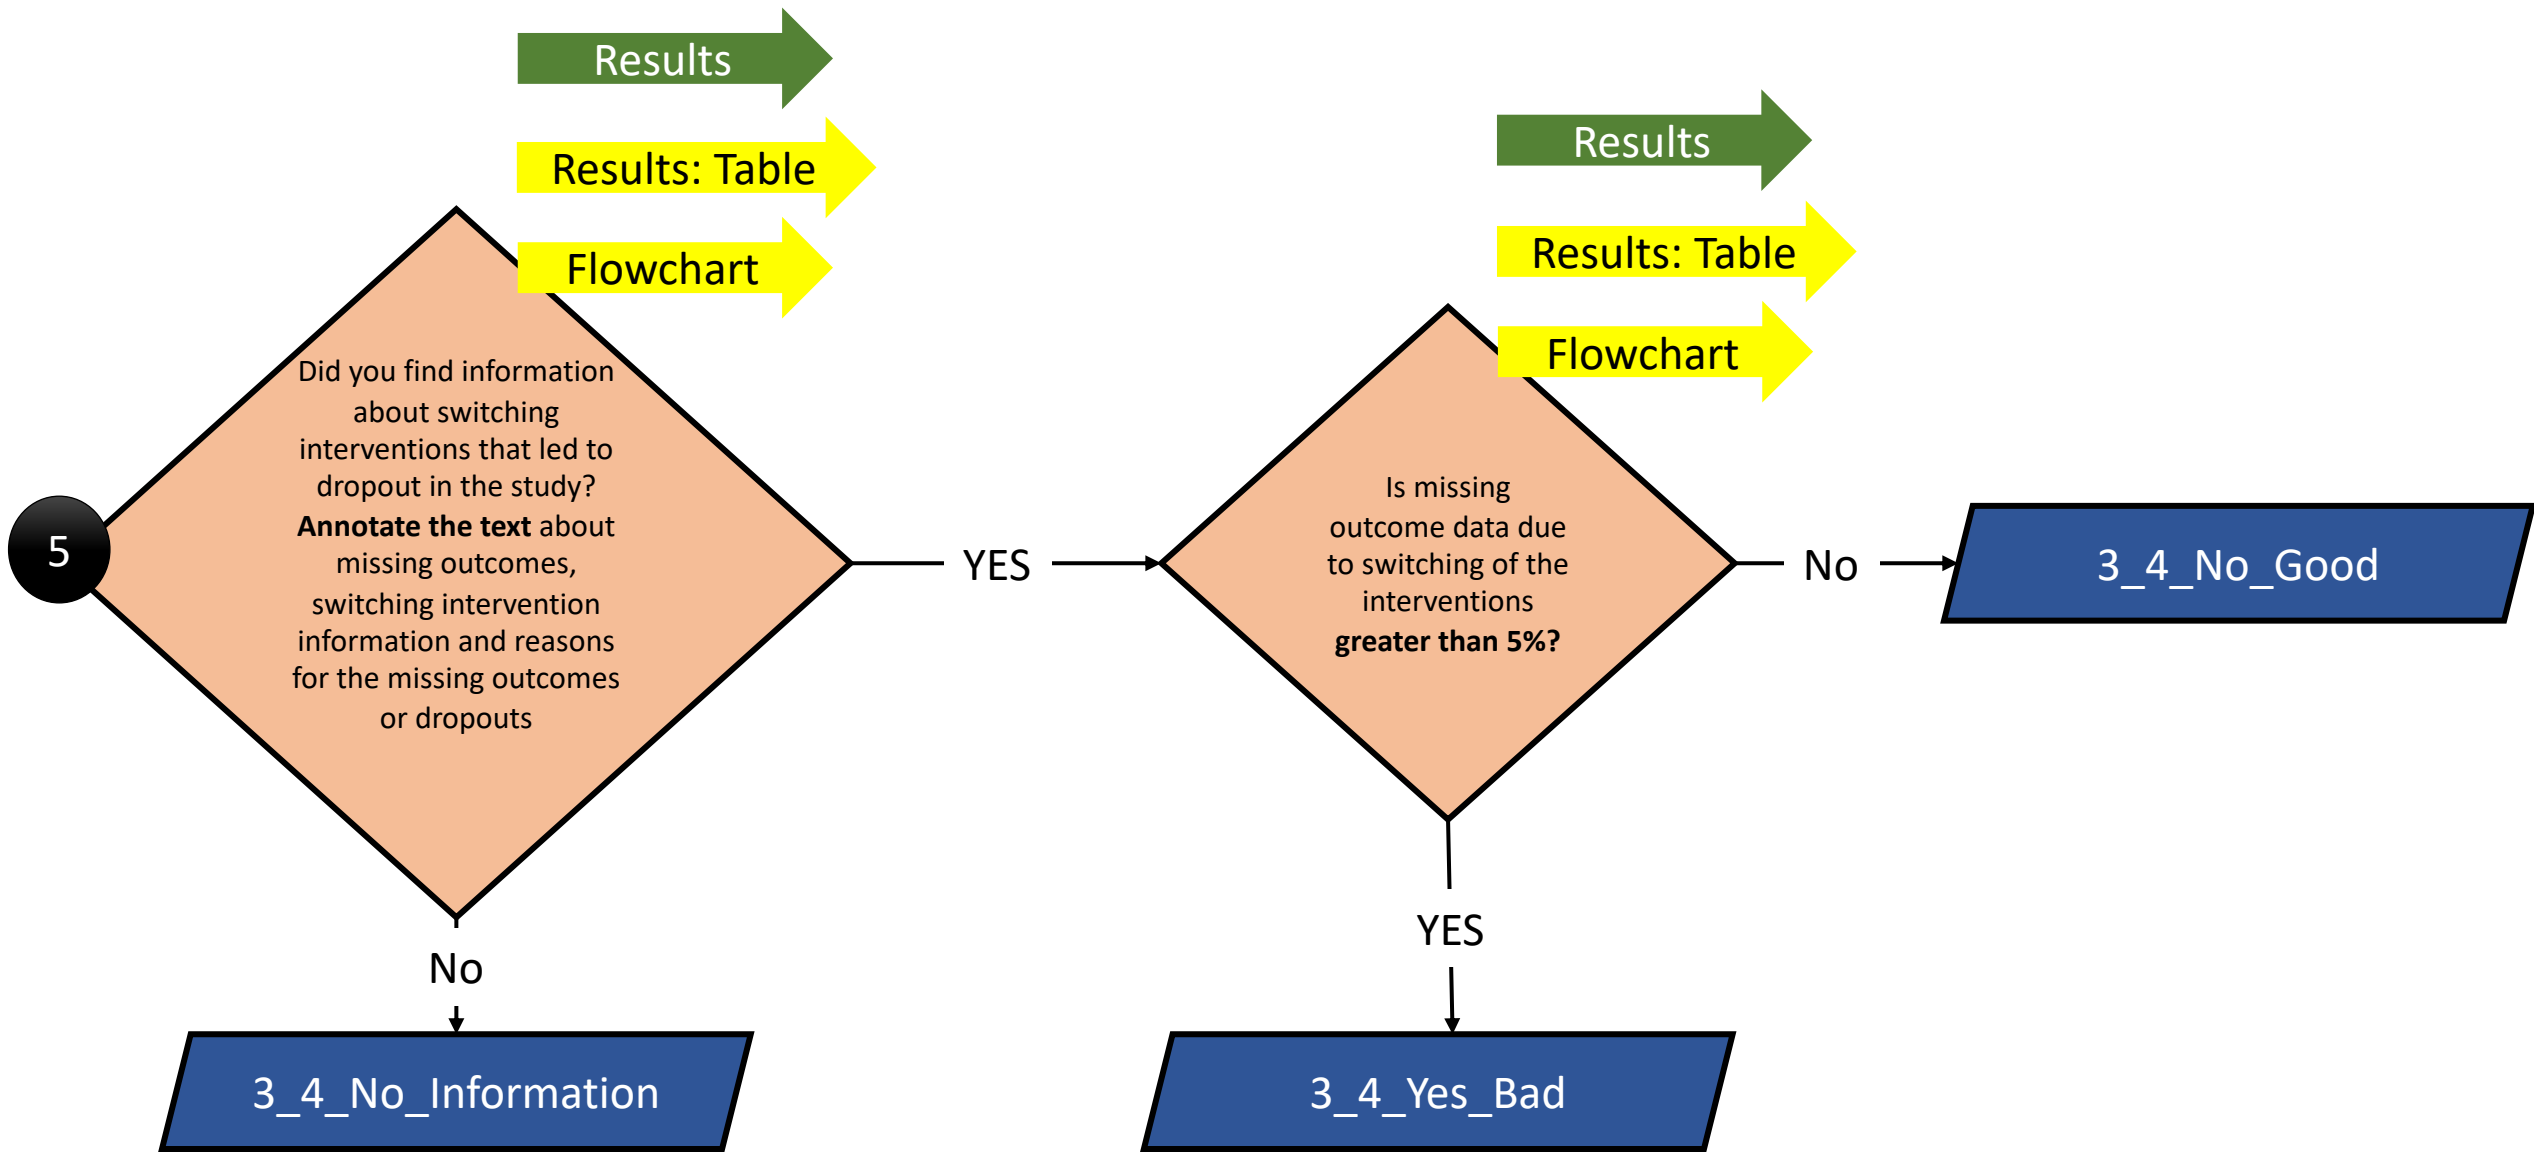 Results
Results: Table
Flowchart
5
Did you find information
about switching
interventions that led to
dropout in the study?
Annotate the text about
missing outcomes,
switching intervention
information and reasons
for the missing outcomes
or dropouts
YES
No
3_4_No_Information
Results
Results: Table
Flowchart
Is missing
outcome data due
to switching of the
interventions
greater than 5%?
No
3_4_No_Good
YES
3_4_Yes_Bad